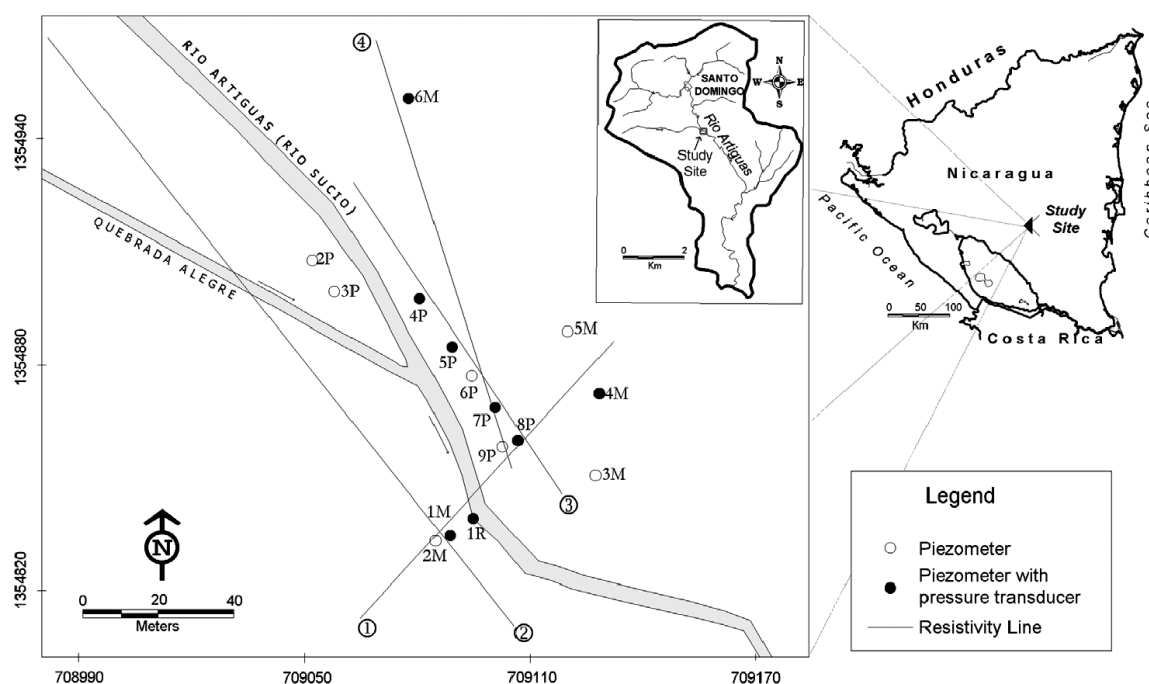 ④
6M
RIO ARTIGUAS (RIO SUCIO)
QUEBRADA ALEGRE
2P
3P
4P
5P
6P
7P
8P
9P
5M
4M
3M
1M
1R
2M
①
②
③
1354940
1354880
1354820
708990
709050
709110
709170
N
0 20 40
Meters
SANTO
DOMINGO
N
W E
S
Rio Artiguas
Study
Site
0 2
Km
Honduras
Caribbean Sea
Nicaragua
Study
Site
Pacific Ocean
0 50 100
Km
Costa Rica
Legend
Piezometer
Piezometer with
pressure transducer
Resistivity Line